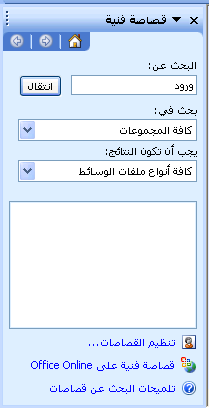 قصاصة فنية
البحث عن:
ورود
انتقال
بحث في:
كافة المجموعات
يجب أن تكون النتائج:
كافة أنواع ملفات الوسائط
تنظيم القصاصات...
قصاصة فنية على Office Online
تلميحات البحث عن قصاصات